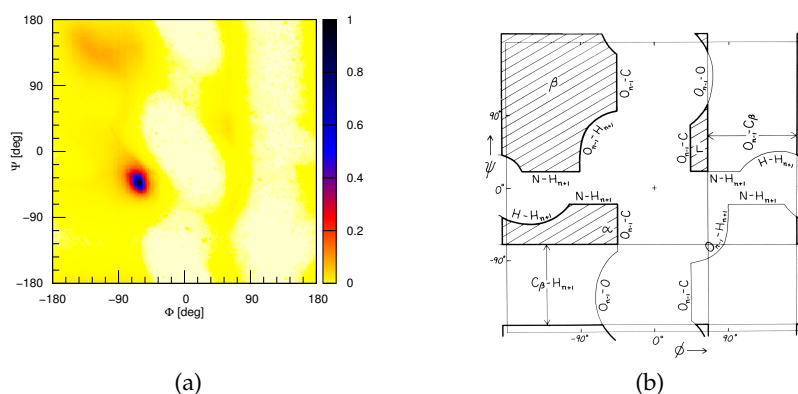 180
90
0
−90
−180
Ψ [deg]
−180 −90 0 90 180
Φ [deg]
1
0.8
0.6
0.4
0.2
0
(a)
β
O_{n-1}-C
O_{n-1}-H_{n+1}
N-H_{n+1}
O_{n-1}-O
O_{n-1}-C
L
O_{n-1}-C_β
H-H_{n+1}
N-H_{n+1}
90°
ψ →
0°
-90°
N-H_{n+1}
H-H_{n+1}
α
O_{n-1}-C
N-H_{n+1}
O_{n-1}-H_{n+1}
C_β-H_{n+1}
O_{n-1}-O
O_{n-1}-C
-90° 0° 90°
ϕ →
(b)